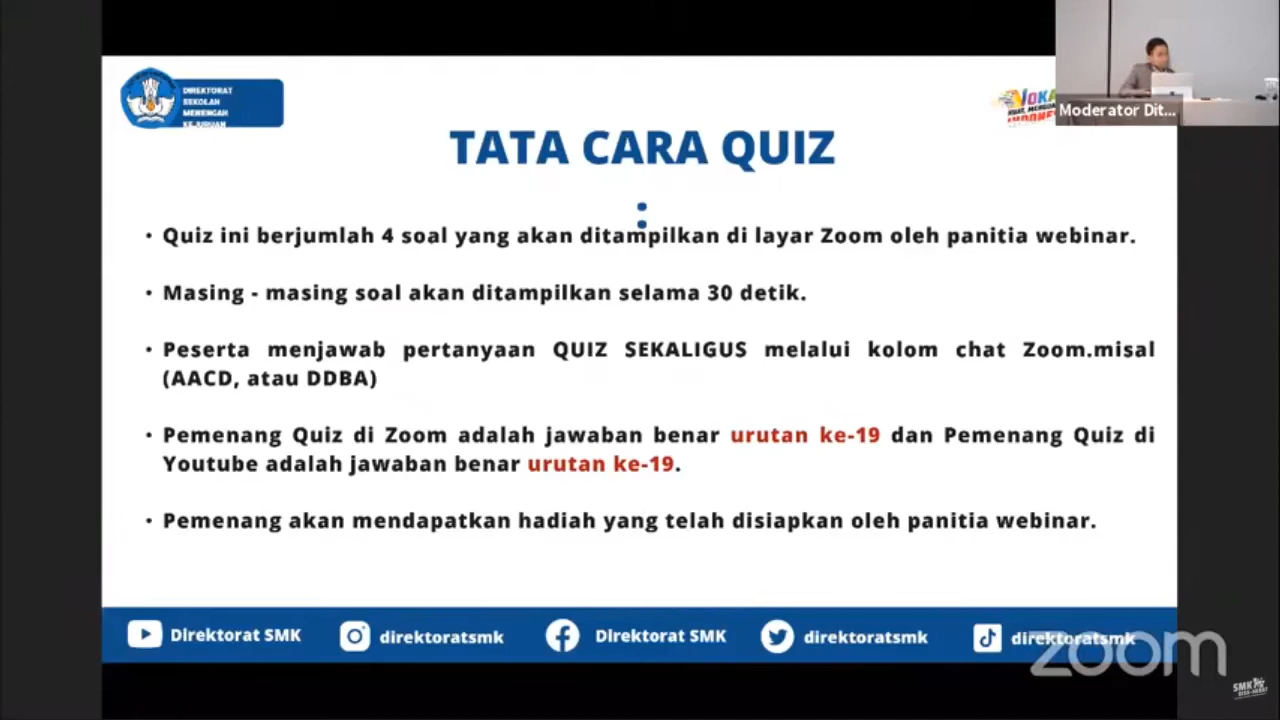 DIREKTORAT
SEKOLAH
MENENGAH
KEJURUAN
VOKA
Moderator Dit...
TATA CARA QUIZ
:
• Quiz ini berjumlah 4 soal yang akan ditampilkan di layar Zoom oleh panitia webinar.
• Masing - masing soal akan ditampilkan selama 30 detik.
• Peserta menjawab pertanyaan QUIZ SEKALIGUS melalui kolom chat Zoom.misal
(AACD, atau DDBA)
• Pemenang Quiz di Zoom adalah jawaban benar urutan ke-19 dan Pemenang Quiz di
Youtube adalah jawaban benar urutan ke-19.
• Pemenang akan mendapatkan hadiah yang telah disiapkan oleh panitia webinar.
Direktorat SMK
direktoratsmk
Direktorat SMK
direktoratsmk
direktoratsmk
zoom
SMK